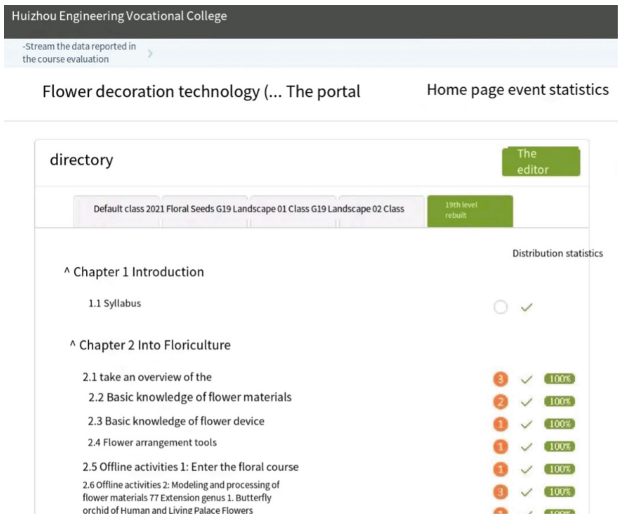 Huizhou Engineering Vocational College
-Stream the data reported in
the course evaluation
Flower decoration technology (... The portal
Home page event statistics
directory
The
editor
Default class 2021 Floral Seeds G19 Landscape 01 Class G19 Landscape 02 Class
19th level
rebuilt
Distribution statistics
^ Chapter 1 Introduction
1.1 Syllabus
^ Chapter 2 Into Floriculture
2.1 take an overview of the
3 100%
2.2 Basic knowledge of flower materials
2 100%
2.3 Basic knowledge of flower device
1 100%
2.4 Flower arrangement tools
1 100%
2.5 Offline activities 1: Enter the floral course
1 100%
2.6 Offline activities 2: Modeling and processing of
flower materials 77 Extension genus 1. Butterfly
3 100%
orchid of Human and Living Palace Flowers
100%